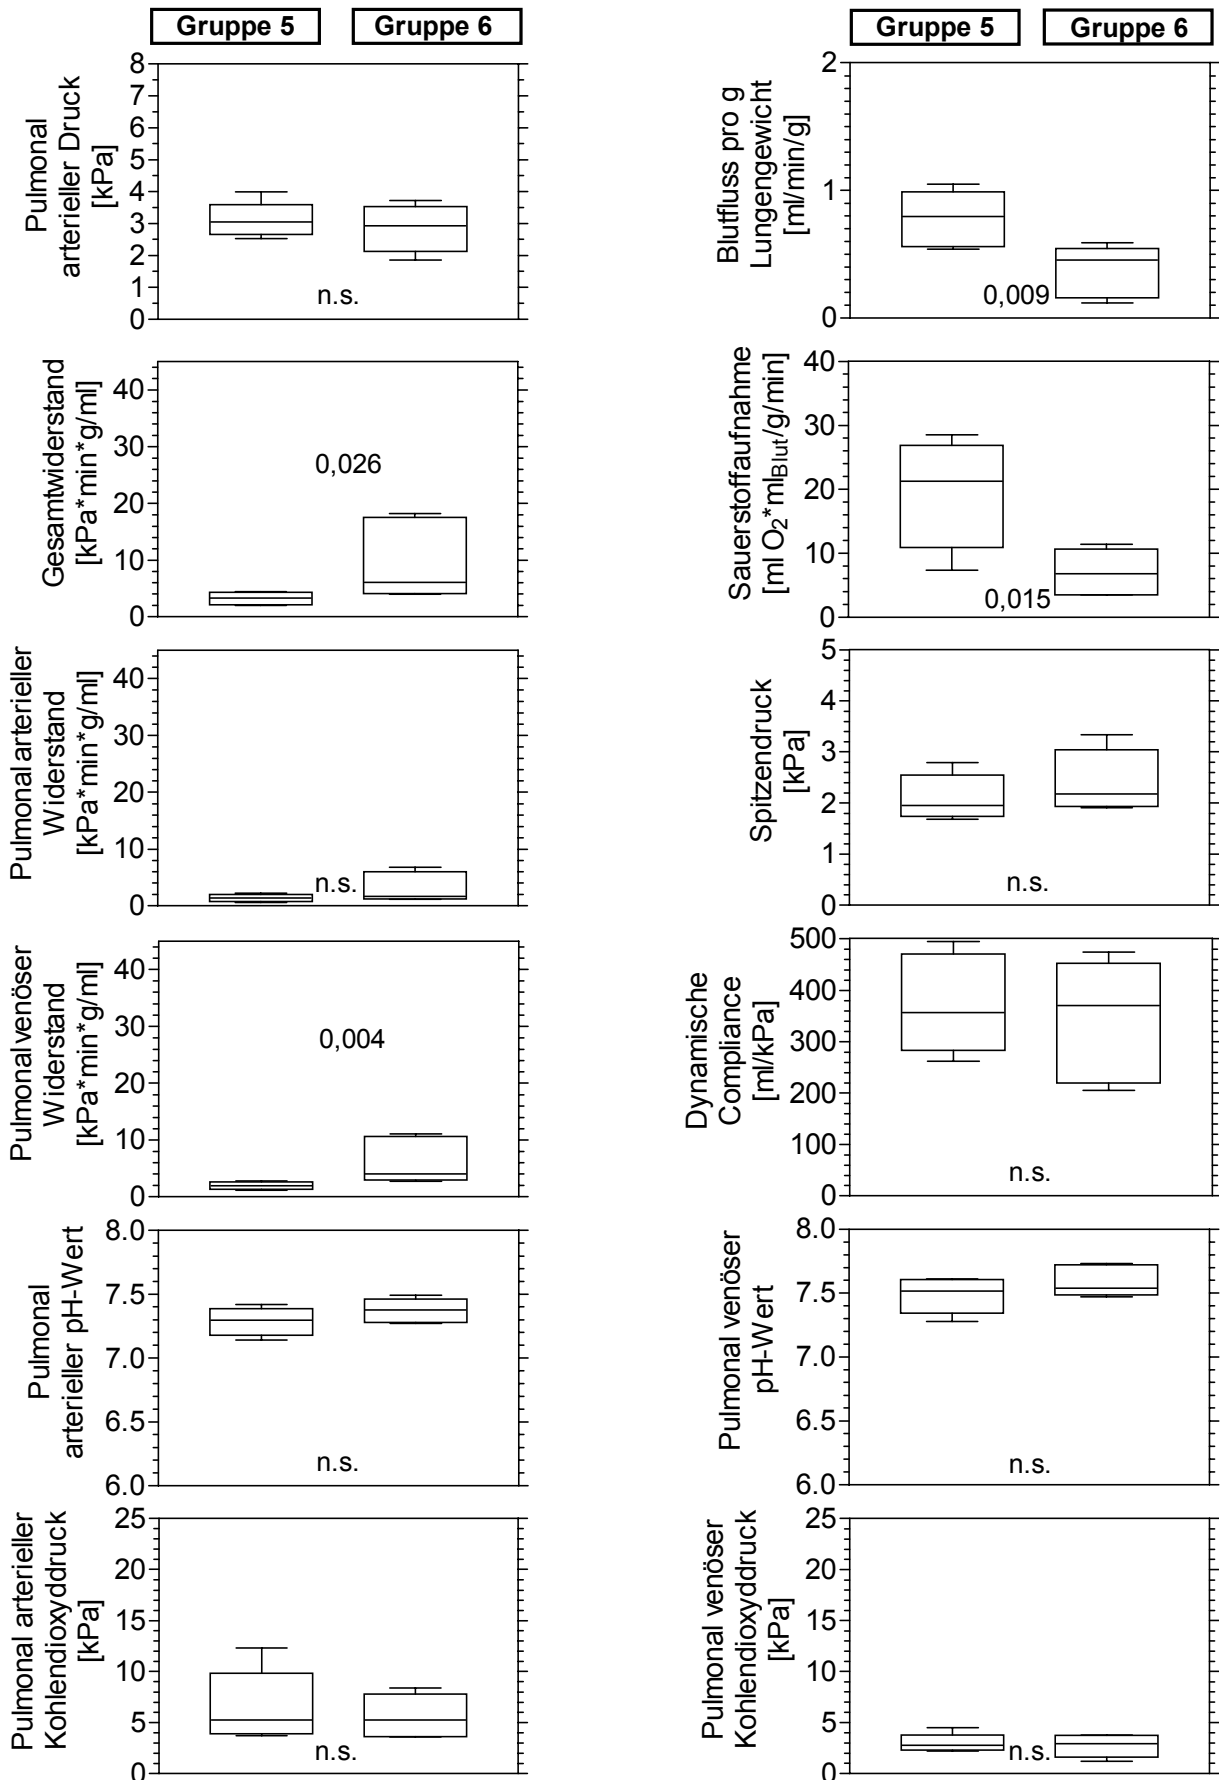 Gruppe 5
Gruppe 6
Gruppe 5
Gruppe 6
Pulmonal
arterieller Druck
[kPa]
8
7
6
5
4
3
2
1
0
n.s.
Blutfluss pro g
Lungengewicht
[ml/min/g]
2
1
0
0,009
Gesamtwiderstand
[kPa*min*g/ml]
40
30
20
10
0
0,026
Sauerstoffaufnahme
[ml O2*mlBlut/g/min]
40
30
20
10
0
0,015
Pulmonal arterieller
Widerstand
[kPa*min*g/ml]
40
30
20
10
0
n.s.
Spitzendruck
[kPa]
5
4
3
2
1
0
n.s.
Pulmonal venöser
Widerstand
[kPa*min*g/ml]
40
30
20
10
0
0,004
Dynamische
Compliance
[ml/kPa]
500
400
300
200
100
0
n.s.
Pulmonal
arterieller pH-Wert
8.0
7.5
7.0
6.5
6.0
n.s.
Pulmonal venöser
pH-Wert
8.0
7.5
7.0
6.5
6.0
n.s.
Pulmonal arterieller
Kohlendioxyddruck
[kPa]
25
20
15
10
5
0
n.s.
Pulmonal venöser
Kohlendioxyddruck
[kPa]
25
20
15
10
5
0
n.s.